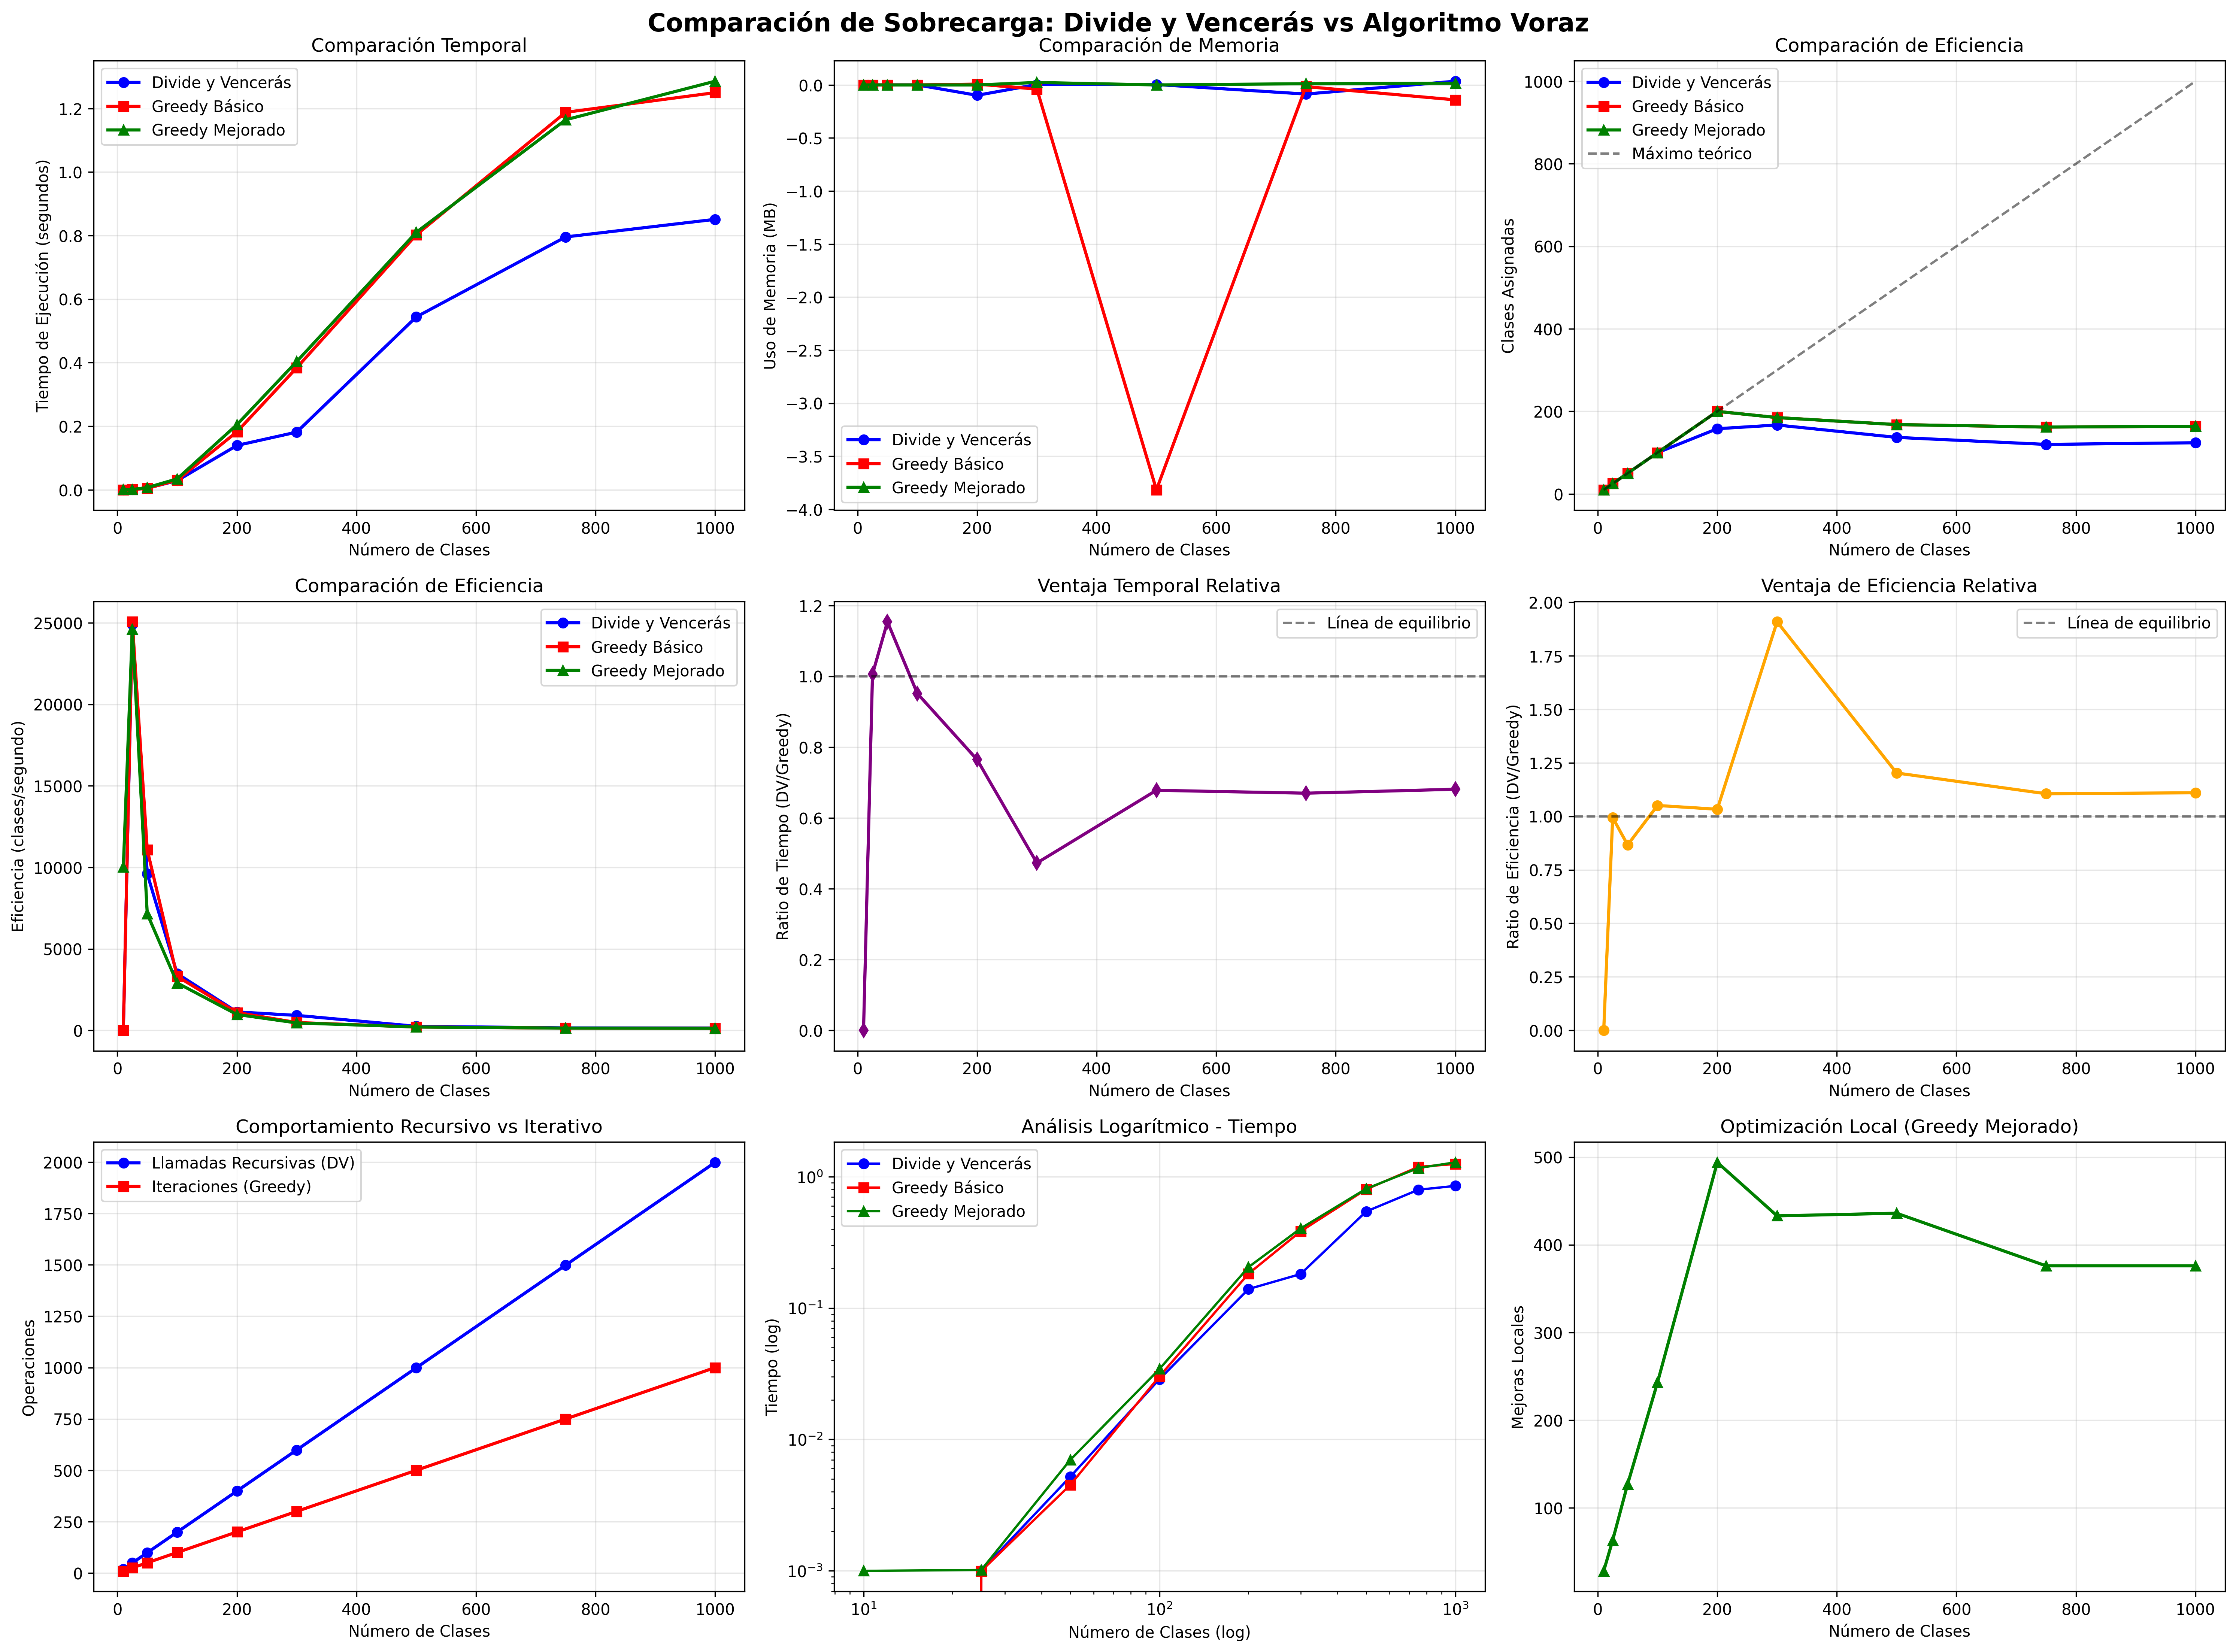 Comparación de Sobrecarga: Divide y Vencerás vs Algoritmo Voraz
Comparación Temporal
Divide y Vencerás
Greedy Básico
Greedy Mejorado
Tiempo de Ejecución (segundos)
1.2
1.0
0.8
0.6
0.4
0.2
0.0
0 200 400 600 800 1000
Número de Clases
Comparación de Memoria
Divide y Vencerás
Greedy Básico
Greedy Mejorado
Uso de Memoria (MB)
0.0
−0.5
−1.0
−1.5
−2.0
−2.5
−3.0
−3.5
−4.0
0 200 400 600 800 1000
Número de Clases
Comparación de Eficiencia
Divide y Vencerás
Greedy Básico
Greedy Mejorado
Máximo teórico
Clases Asignadas
1000
800
600
400
200
0
0 200 400 600 800 1000
Número de Clases
Comparación de Eficiencia
Divide y Vencerás
Greedy Básico
Greedy Mejorado
Eficiencia (clases/segundo)
25000
20000
15000
10000
5000
0
0 200 400 600 800 1000
Número de Clases
Ventaja Temporal Relativa
Línea de equilibrio
Ratio de Tiempo (DV/Greedy)
1.2
1.0
0.8
0.6
0.4
0.2
0.0
0 200 400 600 800 1000
Número de Clases
Ventaja de Eficiencia Relativa
Línea de equilibrio
Ratio de Eficiencia (DV/Greedy)
2.00
1.75
1.50
1.25
1.00
0.75
0.50
0.25
0.00
0 200 400 600 800 1000
Número de Clases
Comportamiento Recursivo vs Iterativo
Llamadas Recursivas (DV)
Iteraciones (Greedy)
Operaciones
2000
1750
1500
1250
1000
750
500
250
0
0 200 400 600 800 1000
Número de Clases
Análisis Logarítmico - Tiempo
Divide y Vencerás
Greedy Básico
Greedy Mejorado
Tiempo (log)
10⁰
10⁻¹
10⁻²
10⁻³
10¹ 10² 10³
Número de Clases (log)
Optimización Local (Greedy Mejorado)
Mejoras Locales
500
400
300
200
100
0 200 400 600 800 1000
Número de Clases